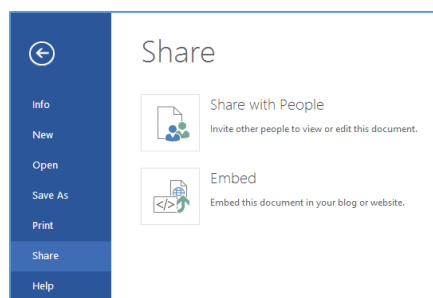 Share
Info
New
Open
Save As
Print
Share
Help
Share with People
Invite other people to view or edit this document.
Embed
</>
Embed this document in your blog or website.